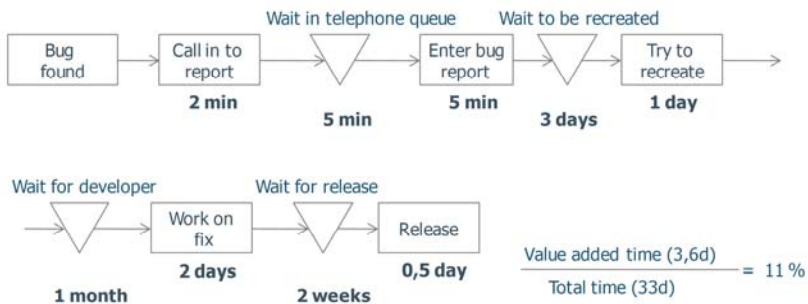 Wait in telephone queue
Wait to be recreated
Bug
found
Call in to
report
Enter bug
report
Try to
recreate
2 min
5 min
5 min
3 days
1 day
Wait for developer
Wait for release
Work on
fix
Release
1 month
2 days
2 weeks
0,5 day
Value added time (3,6d)
Total time (33d)
= 11 %